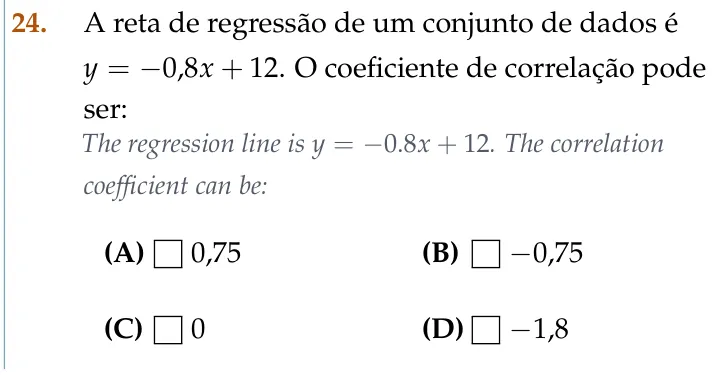 24. A reta de regressão de um conjunto de dados é
y = −0,8x + 12. O coeficiente de correlação pode
ser:
The regression line is y = −0.8x + 12. The correlation
coefficient can be:
(A) □ 0,75 (B) □ −0,75
(C) □ 0 (D) □ −1,8